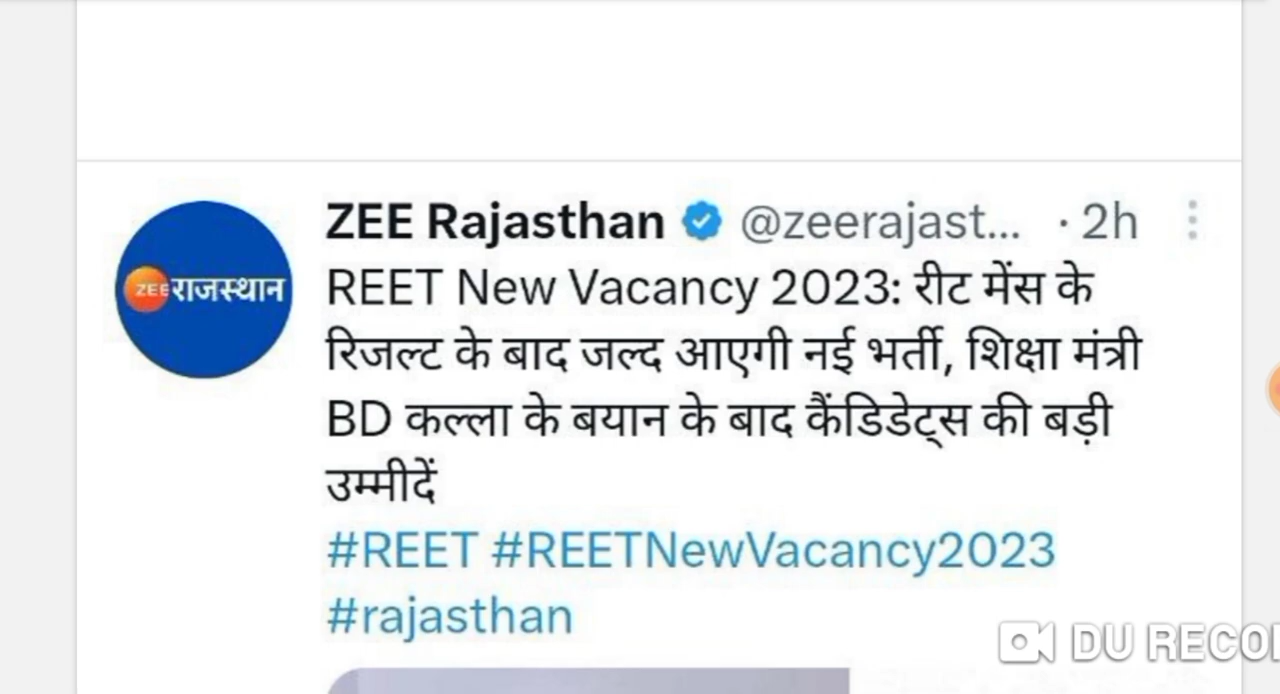 ZEE राजस्थान
ZEE Rajasthan @zeerajast... · 2h
REET New Vacancy 2023: रीट मेंस के
रिजल्ट के बाद जल्द आएगी नई भर्ती, शिक्षा मंत्री
BD कल्ला के बयान के बाद कैंडिडेट्स की बड़ी
उम्मीदें
#REET #REETNewVacancy2023
#rajasthan
DU RECO